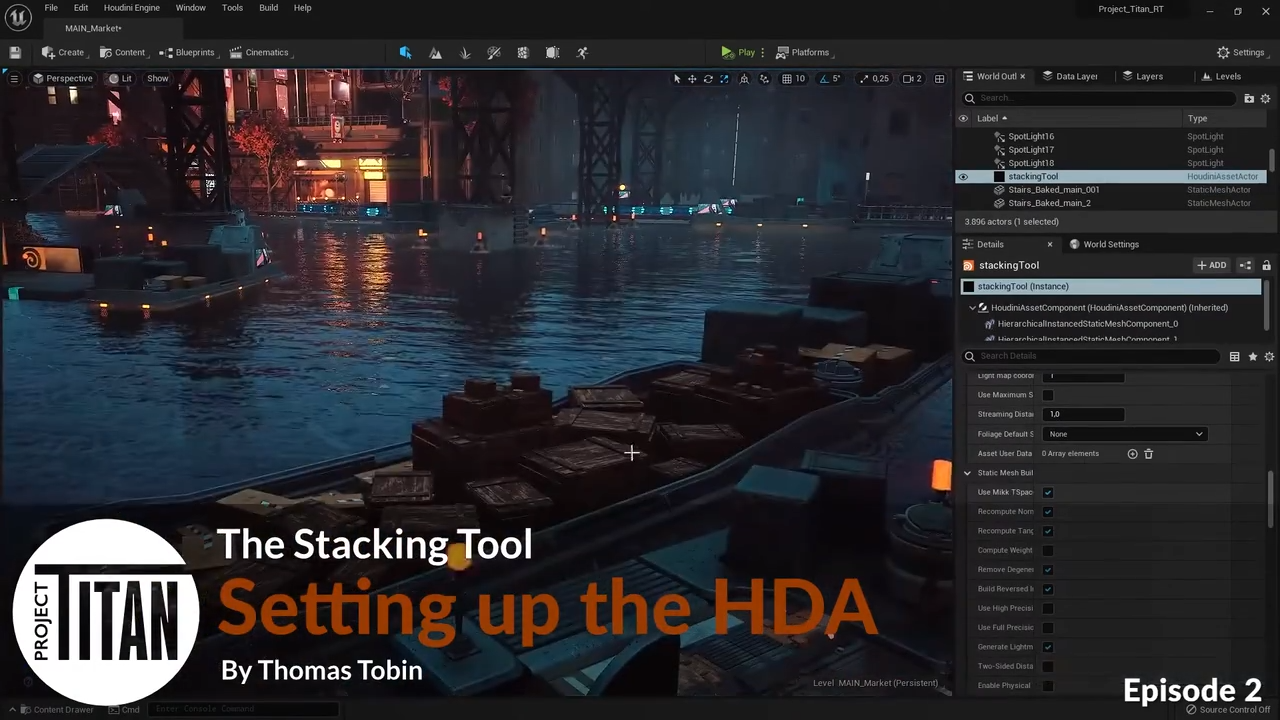 File Edit Houdini Engine Window Tools Build Help
Project_Titan_RT
MAIN_Market•
Create Content Blueprints Cinematics Play Platforms Settings
Perspective Lit Show 10 5° 0,25 2
World Outl Data Layer Layers Levels
Search...
Label Type
SpotLight16 SpotLight
SpotLight17 SpotLight
SpotLight18 SpotLight
stackingTool HoudiniAssetActor
Stairs_Baked_main_001 StaticMeshActor
Stairs_Baked_main_2 StaticMeshActor
3.896 actors (1 selected)
Details World Settings
stackingTool + ADD
stackingTool (Instance)
HoudiniAssetComponent (HoudiniAssetComponent) (Inherited)
HierarchicalInstancedStaticMeshComponent_0
HierarchicalInstancedStaticMeshComponent_1
Search Details
Light map coordi 1
Use Maximum S
Streaming Distan 1,0
Foliage Default S None
Asset User Data 0 Array elements
Static Mesh Buil
Use Mikk TSpac
Recompute Norr
Recompute Tang
Compute Weight
Remove Degener
Build Reversed I
Use High Precisi
Use Full Precisio
Generate Lightm
Two-Sided Dista
Enable Physical
The Stacking Tool
Setting up the HDA
By Thomas Tobin
PROJECT TITAN
Level MAIN_Market (Persistent)
Episode 2
Content Drawer Cmd Enter Console Command Source Control Off